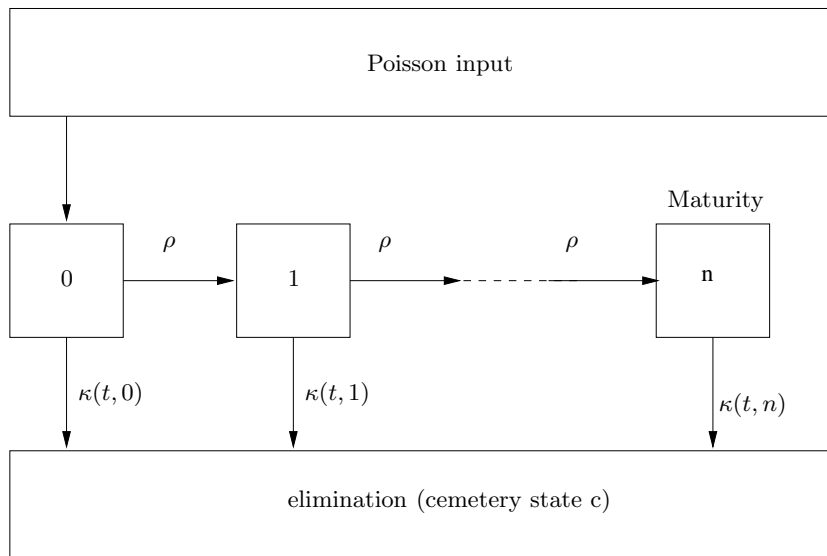 Poisson input
Maturity
ρ ρ ρ
0 1 n
κ(t, 0) κ(t, 1) κ(t, n)
elimination (cemetery state c)